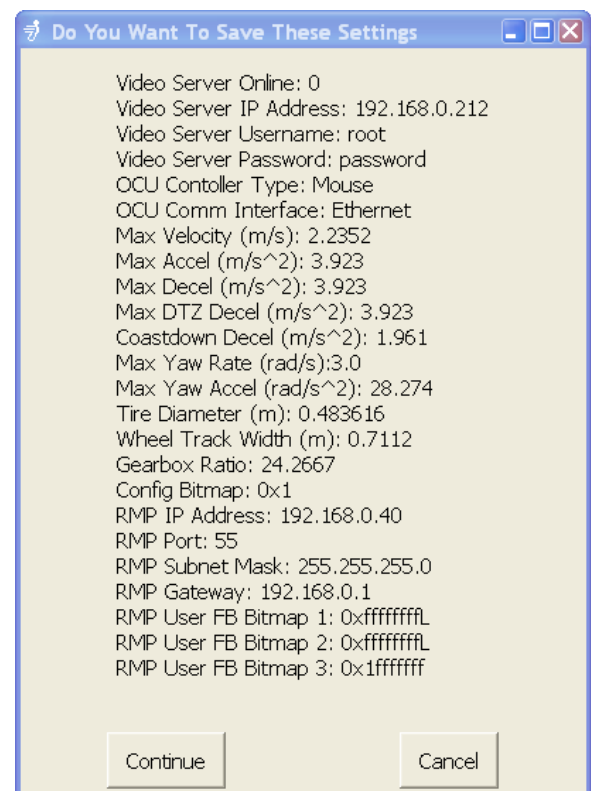 Do You Want To Save These Settings
Video Server Online: 0
Video Server IP Address: 192.168.0.212
Video Server Username: root
Video Server Password: password
OCU Contoller Type: Mouse
OCU Comm Interface: Ethernet
Max Velocity (m/s): 2.2352
Max Accel (m/s^2): 3.923
Max Decel (m/s^2): 3.923
Max DTZ Decel (m/s^2): 3.923
Coastdown Decel (m/s^2): 1.961
Max Yaw Rate (rad/s):3.0
Max Yaw Accel (rad/s^2): 28.274
Tire Diameter (m): 0.483616
Wheel Track Width (m): 0.7112
Gearbox Ratio: 24.2667
Config Bitmap: 0x1
RMP IP Address: 192.168.0.40
RMP Port: 55
RMP Subnet Mask: 255.255.255.0
RMP Gateway: 192.168.0.1
RMP User FB Bitmap 1: 0xffffffffL
RMP User FB Bitmap 2: 0xffffffffL
RMP User FB Bitmap 3: 0x1fffffff
Continue Cancel